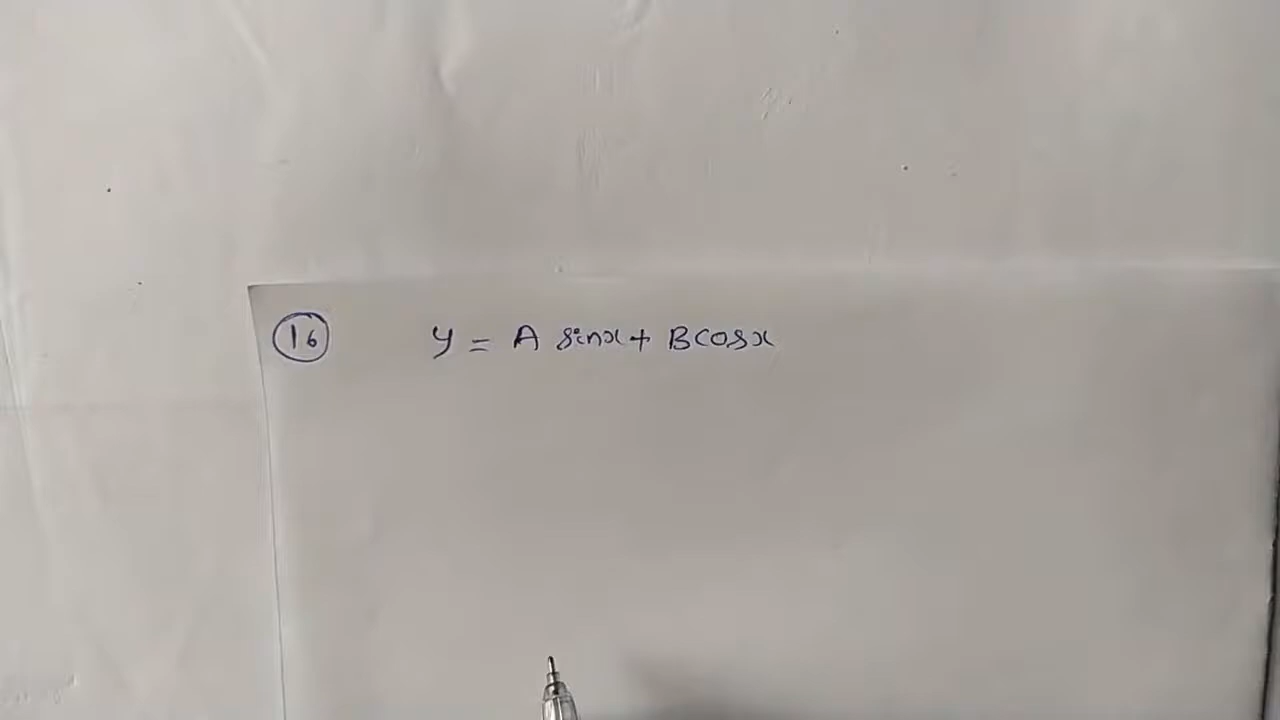 16 y = A sinx + Bcosx